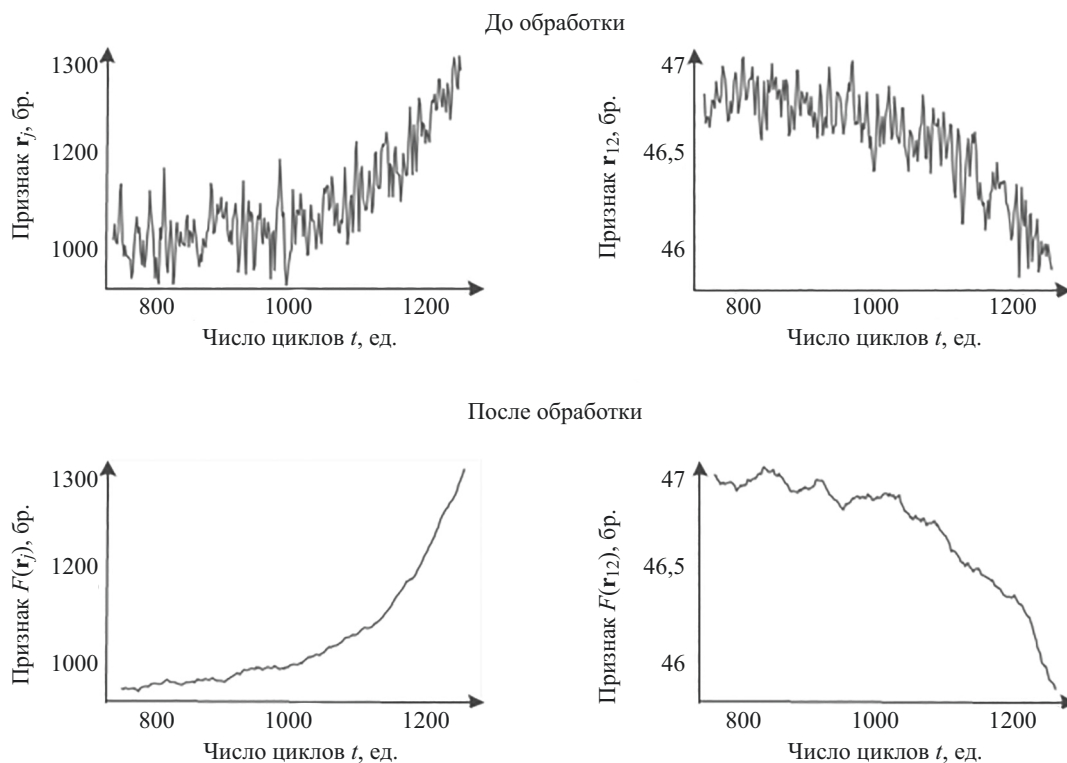 До обработки
1300
1200
1000
Признак r_j, бр.
800 1000 1200
Число циклов t, ед.
47
46,5
46
Признак r_12, бр.
800 1000 1200
Число циклов t, ед.
После обработки
1300
1200
1000
Признак F(r_j), бр.
800 1000 1200
Число циклов t, ед.
47
46,5
46
Признак F(r_12), бр.
800 1000 1200
Число циклов t, ед.